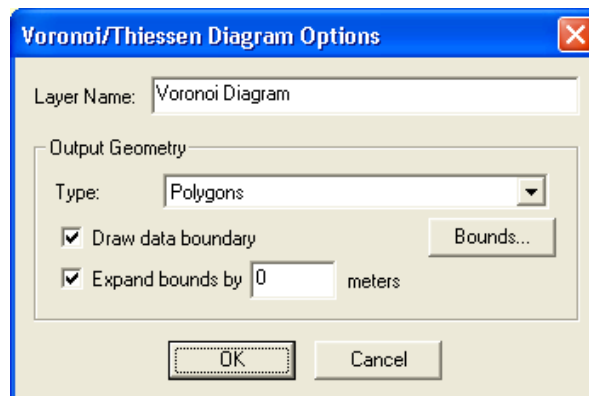 Voronoi/Thiessen Diagram Options
Layer Name: Voronoi Diagram
Output Geometry
Type: Polygons
Draw data boundary Bounds...
Expand bounds by 0 meters
OK Cancel